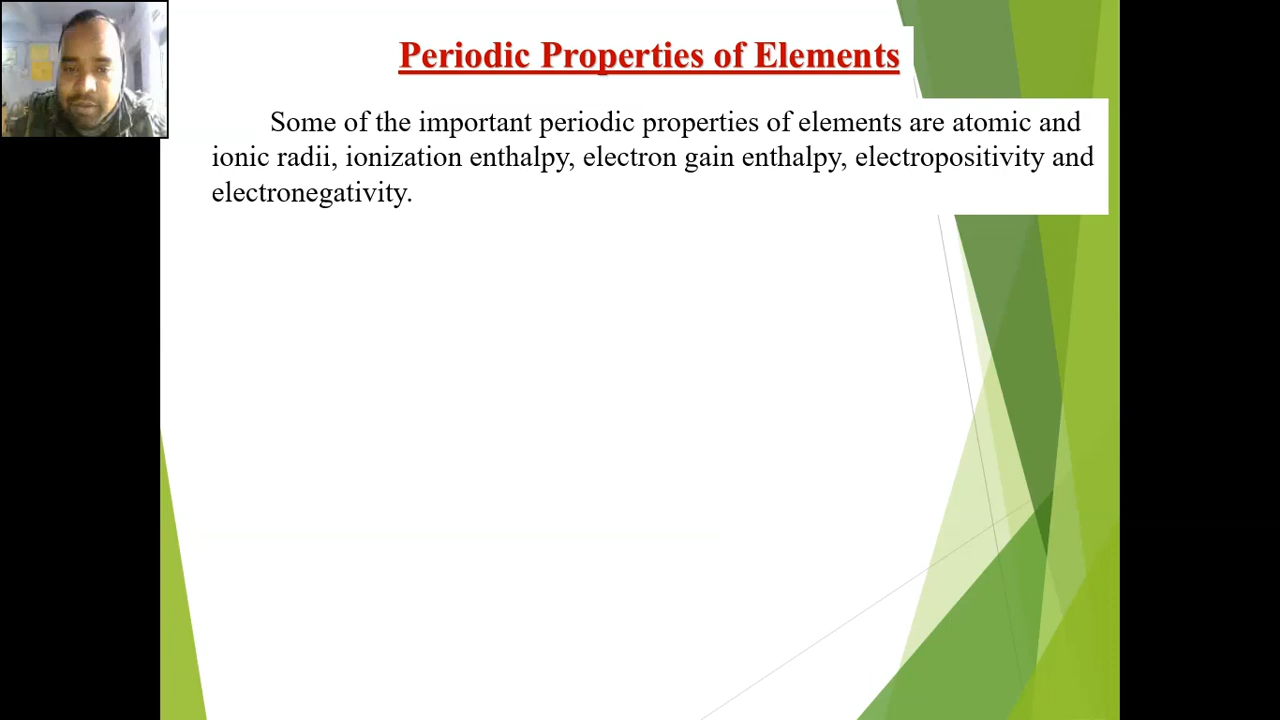 Periodic Properties of Elements
Some of the important periodic properties of elements are atomic and
ionic radii, ionization enthalpy, electron gain enthalpy, electropositivity and
electronegativity.